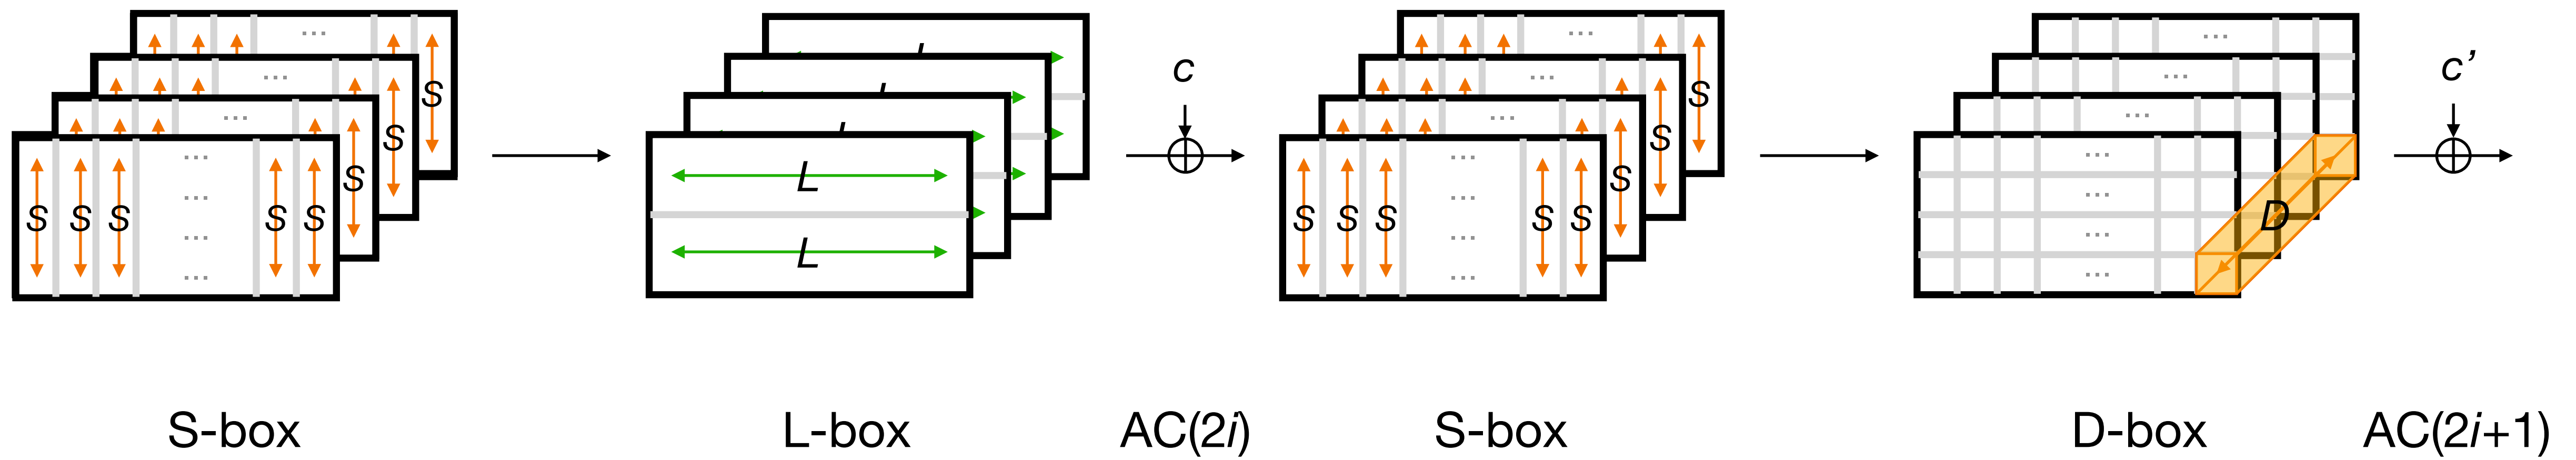 ... ... ... ...
S S S S
... ... ... ...
S S S S S S S S
... ... ... ...
L
L
c
... ... ... ...
S S S S
... ... ... ...
S S S S S
... ... ... ...
D
c’
S-box L-box AC(2i) S-box D-box AC(2i+1)